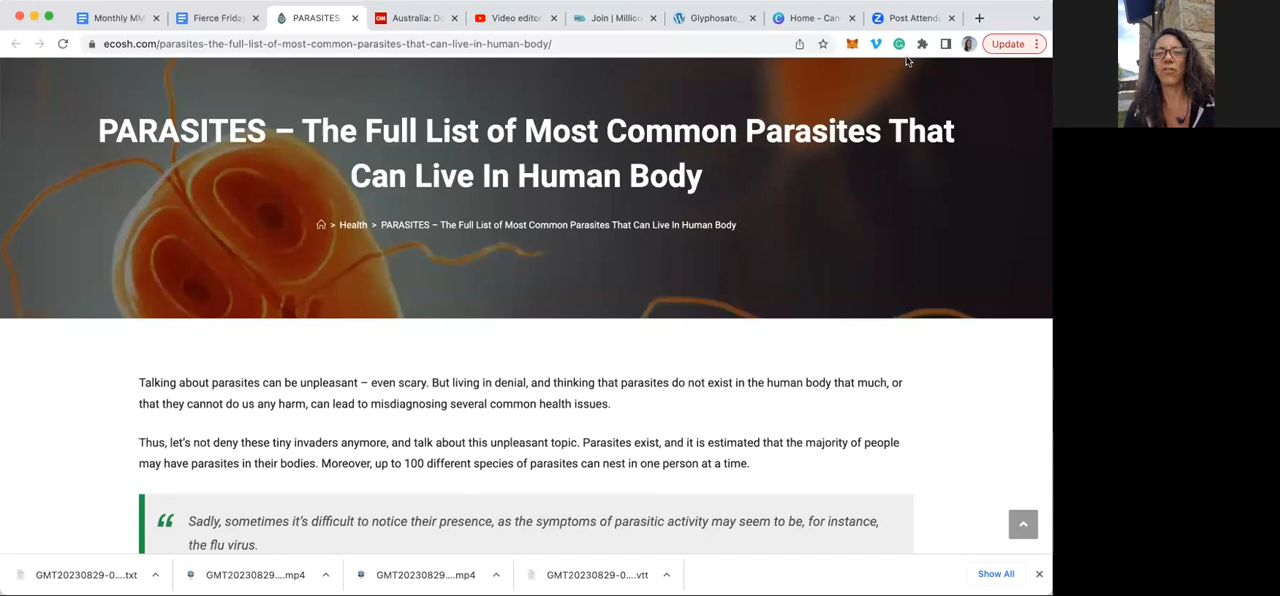 Monthly MM
Fierce Friday
PARASITES
Australia: De
Video editor
Join | Million
Glyphosate_
Home - Can
Post Attend
ecosh.com/parasites-the-full-list-of-most-common-parasites-that-can-live-in-human-body/
Update
PARASITES – The Full List of Most Common Parasites That
Can Live In Human Body
> Health > PARASITES – The Full List of Most Common Parasites That Can Live In Human Body
Talking about parasites can be unpleasant – even scary. But living in denial, and thinking that parasites do not exist in the human body that much, or
that they cannot do us any harm, can lead to misdiagnosing several common health issues.
Thus, let's not deny these tiny invaders anymore, and talk about this unpleasant topic. Parasites exist, and it is estimated that the majority of people
may have parasites in their bodies. Moreover, up to 100 different species of parasites can nest in one person at a time.
Sadly, sometimes it's difficult to notice their presence, as the symptoms of parasitic activity may seem to be, for instance,
the flu virus.
GMT20230829-0....txt
GMT20230829....mp4
GMT20230829....mp4
GMT20230829-0....vtt
Show All